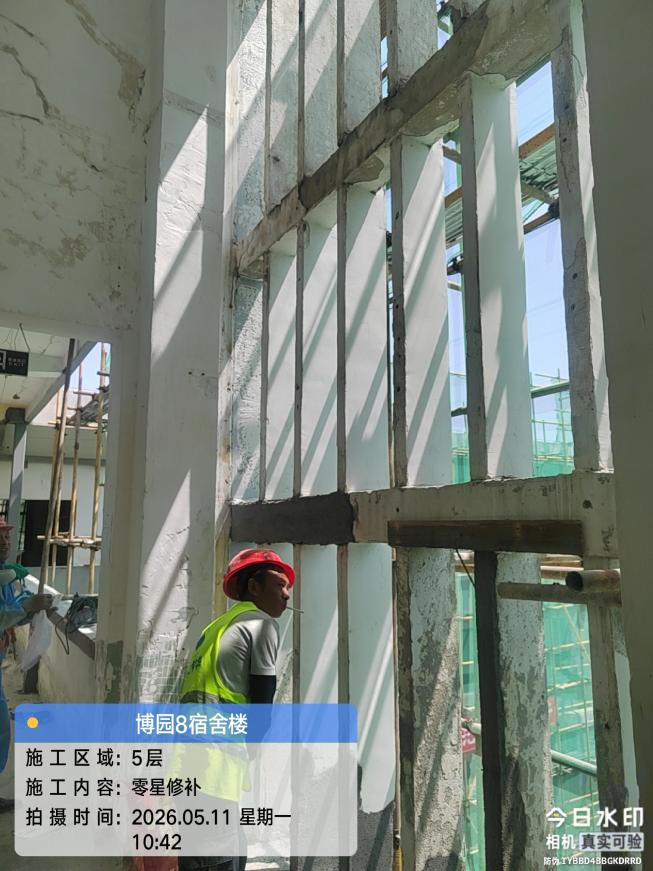 EXIT
博园8宿舍楼
施工区域: 5层
施工内容: 零星修补
拍摄时间: 2026.05.11 星期一
10:42
今日水印
相机 真实可验
防伪 TYBBD4BBGKDRRD